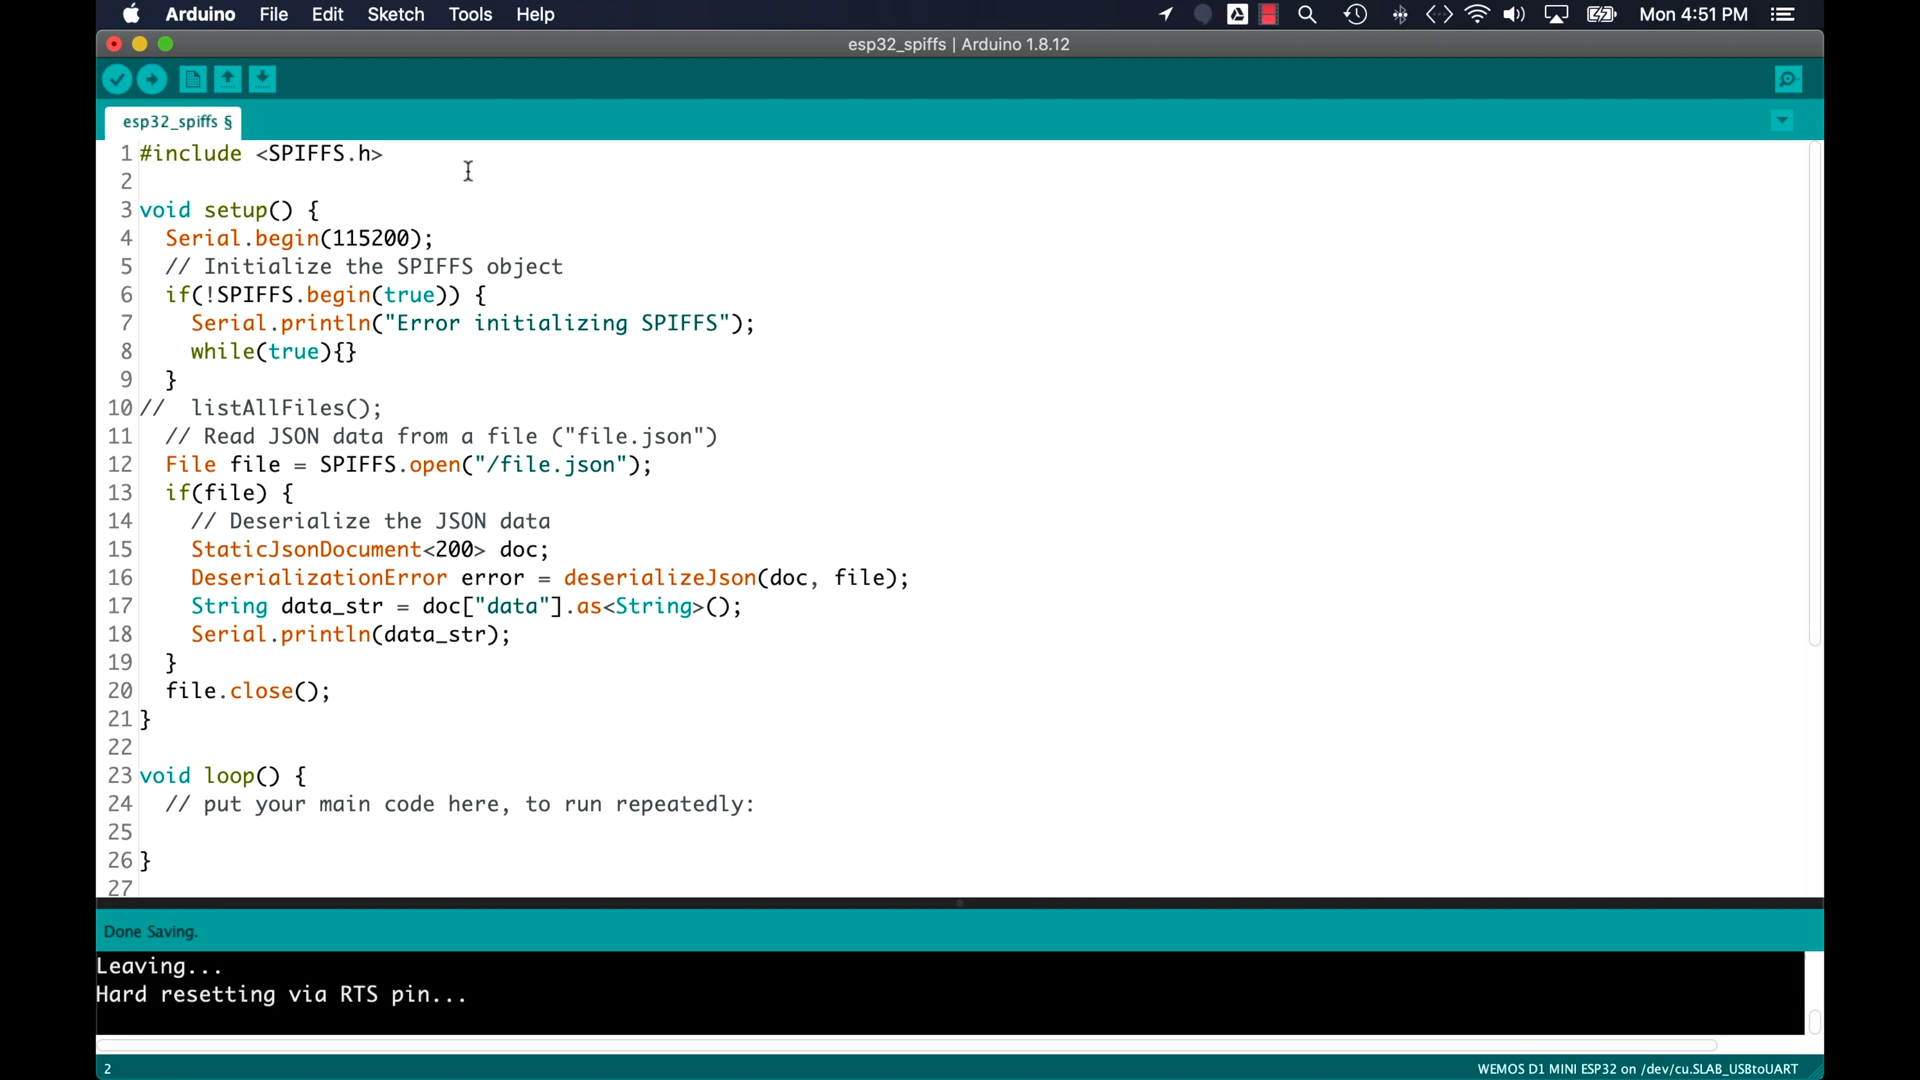 Arduino File Edit Sketch Tools Help Mon 4:51 PM
esp32_spiffs | Arduino 1.8.12
esp32_spiffs §
1 #include <SPIFFS.h>
2
3 void setup() {
4 Serial.begin(115200);
5 // Initialize the SPIFFS object
6 if(!SPIFFS.begin(true)) {
7 Serial.println("Error initializing SPIFFS");
8 while(true){}
9 }
10 // listAllFiles();
11 // Read JSON data from a file ("file.json")
12 File file = SPIFFS.open("/file.json");
13 if(file) {
14 // Deserialize the JSON data
15 StaticJsonDocument<200> doc;
16 DeserializationError error = deserializeJson(doc, file);
17 String data_str = doc["data"].as<String>();
18 Serial.println(data_str);
19 }
20 file.close();
21 }
22
23 void loop() {
24 // put your main code here, to run repeatedly:
25
26 }
27
Done Saving.
Leaving...
Hard resetting via RTS pin...
2 WEMOS D1 MINI ESP32 on /dev/cu.SLAB_USBtoUART